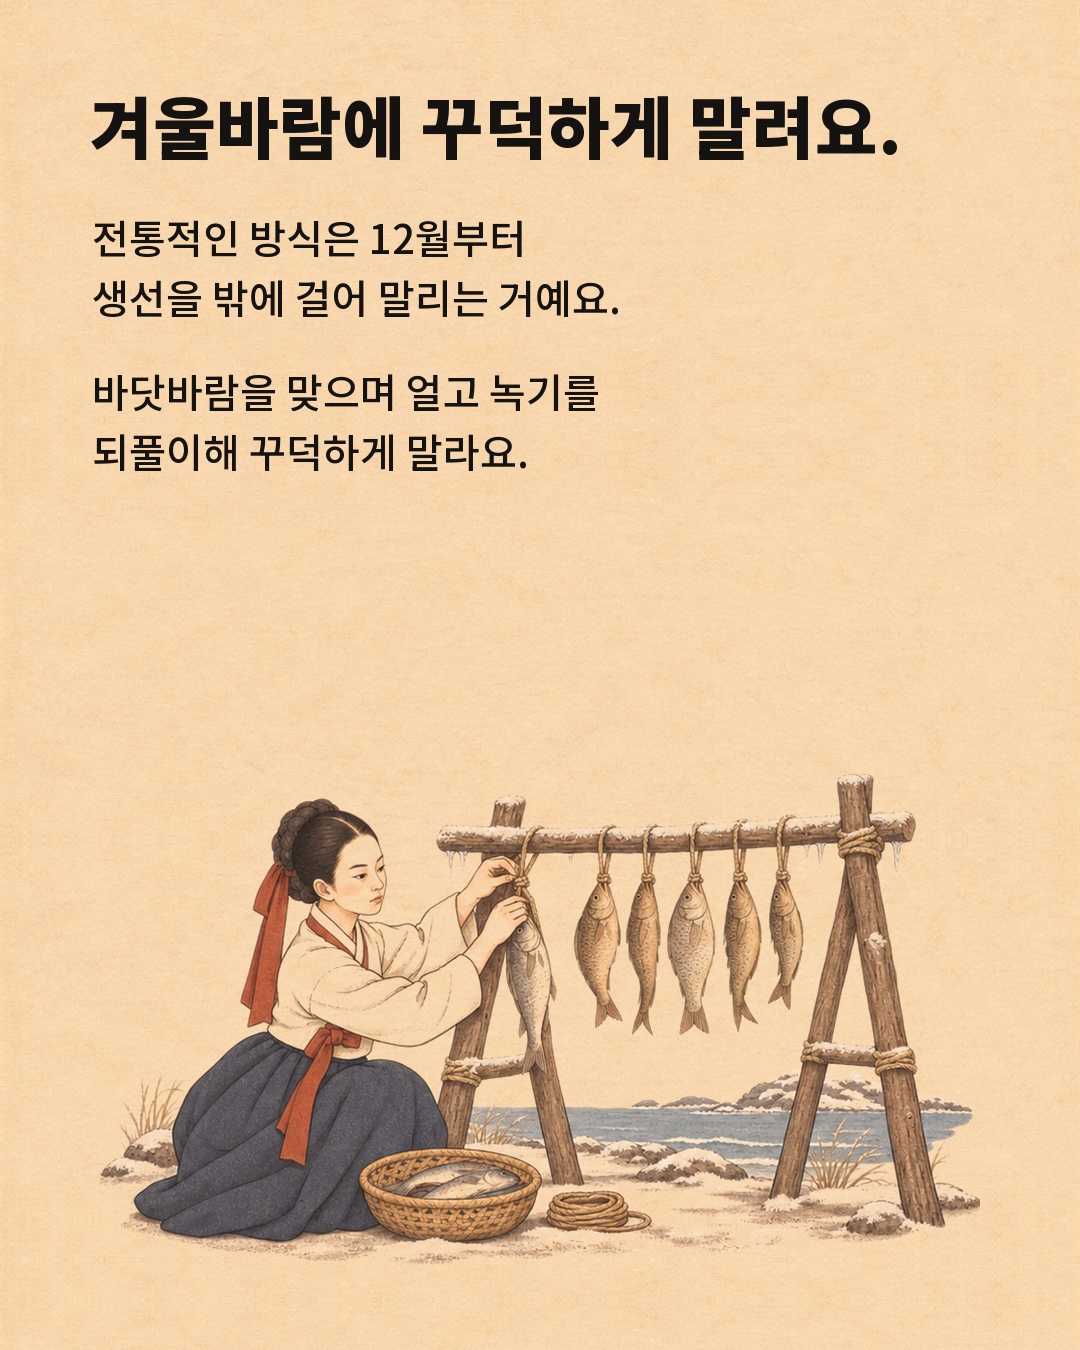 겨울바람에 꾸덕하게 말려요.
전통적인 방식은 12월부터
생선을 밖에 걸어 말리는 거예요.
바닷바람을 맞으며 얼고 녹기를
되풀이해 꾸덕하게 말라요.